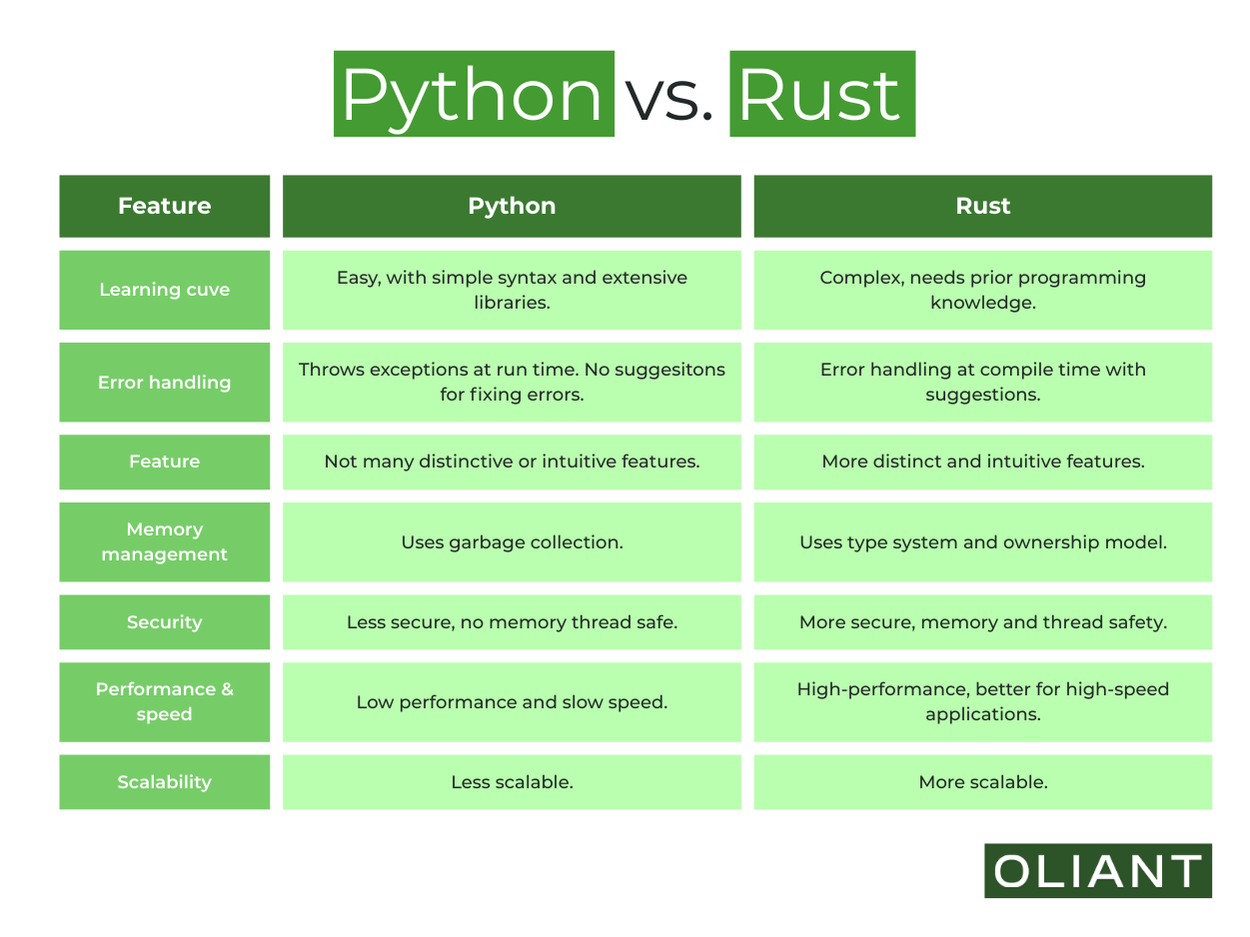 Python vs. Rust
Feature
Python
Rust
Learning cuve
Easy, with simple syntax and extensive
libraries.
Complex, needs prior programming
knowledge.
Error handling
Throws exceptions at run time. No suggesitons
for fixing errors.
Error handling at compile time with
suggestions.
Feature
Not many distinctive or intuitive features.
More distinct and intuitive features.
Memory
management
Uses garbage collection.
Uses type system and ownership model.
Security
Less secure, no memory thread safe.
More secure, memory and thread safety.
Performance &
speed
Low performance and slow speed.
High-performance, better for high-speed
applications.
Scalability
Less scalable.
More scalable.
OLIANT